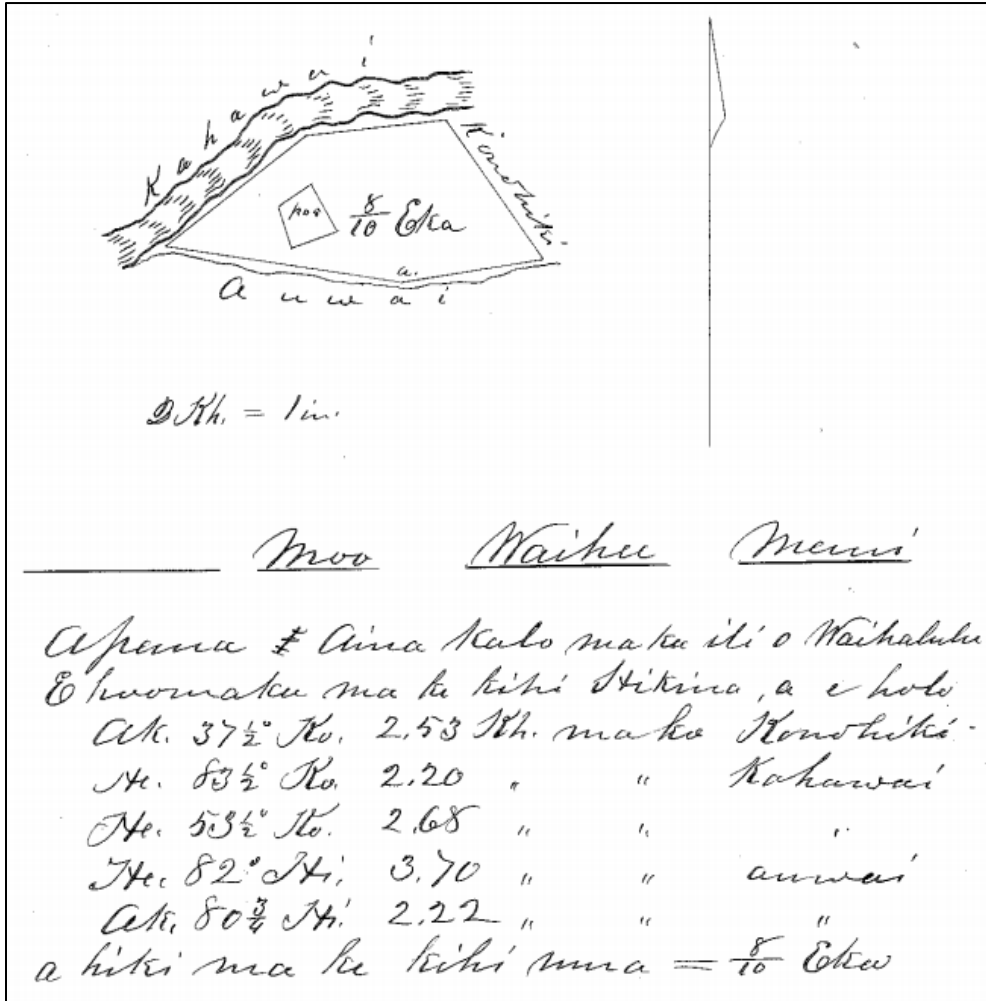 Kahawai
Konohiki
poa
8/10 Eka
a.
Auwai
2 Kh. = 1 in.
Moo Waihee Maui
Apana 1 Aina kalo ma ka ili o Waihalulu
E hoomaka ma ke kihi Hikina, a e holo
Ak. 37½° Ko. 2.53 Kh. ma ko Konohiki -
He. 83½° Ko. 2.20 " " Kahawai
He. 53½° Ko. 2.68 " " "
He. 82° Hi. 3.70 " " auwai
Ak. 80¾ Hi. 2.22 " " "
a hiki ma ke kihi mua = 8/10 Eka